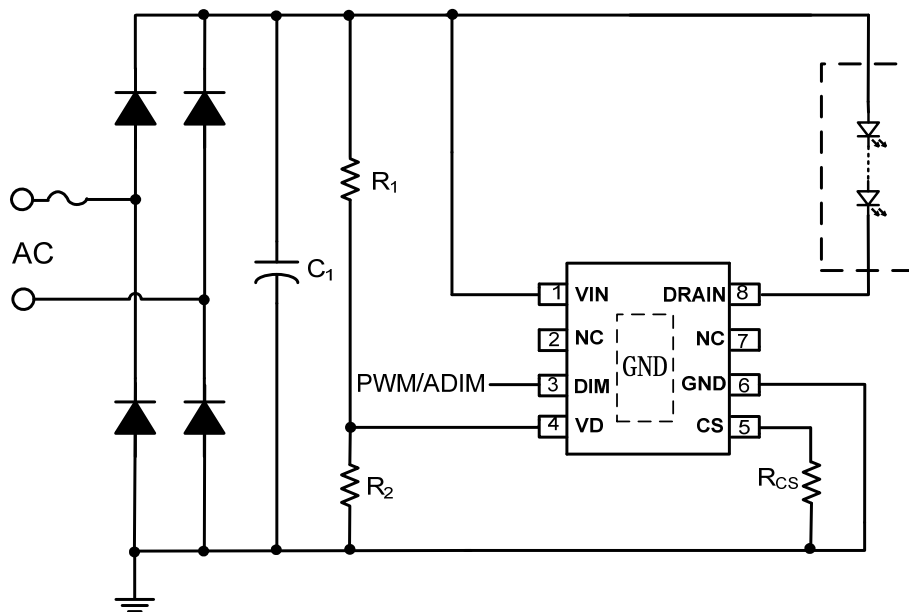 R1
AC
C1
1 VIN DRAIN 8
2 NC GND NC 7
PWM/ADIM 3 DIM GND 6
4 VD CS 5
R2
RCS